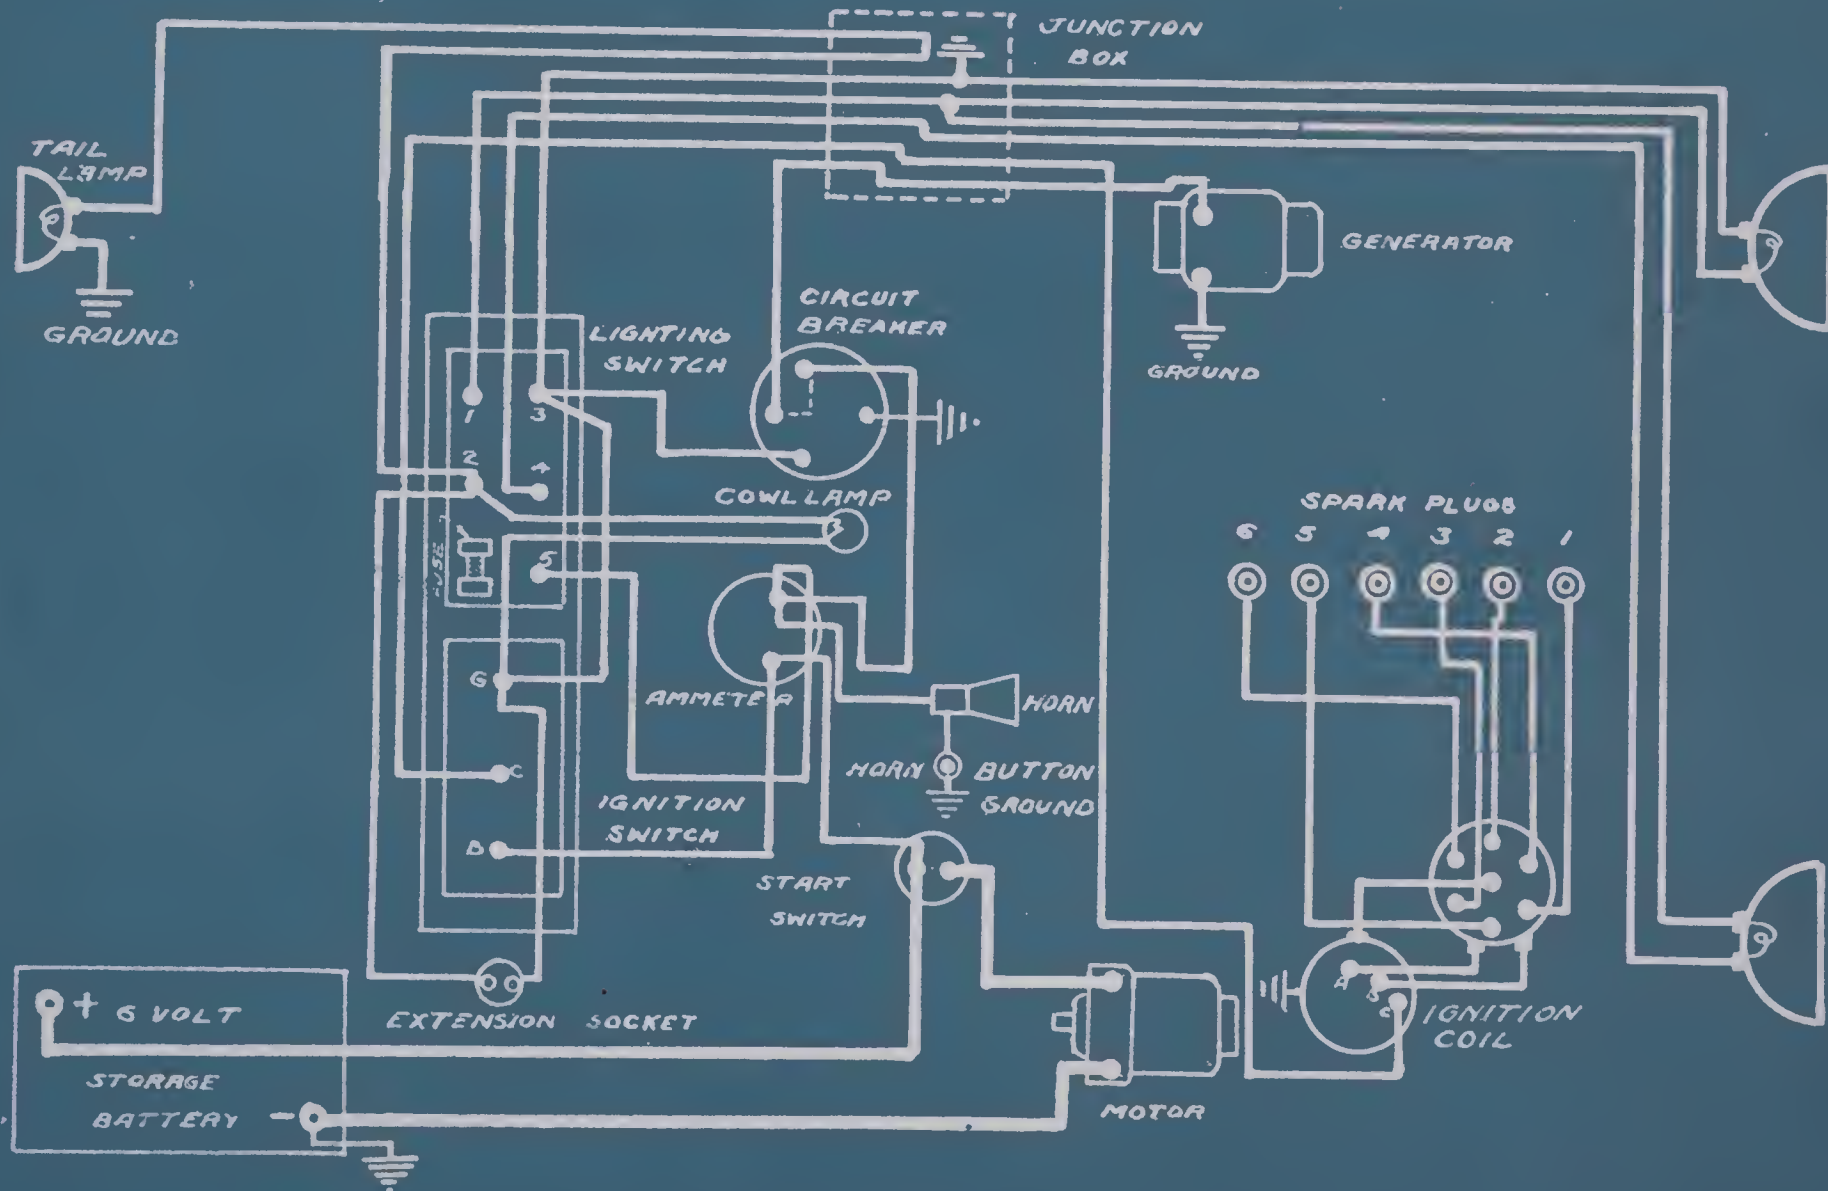 JUNCTION
BOX
TAIL
LAMP
GROUND
GENERATOR
GROUND
CIRCUIT
BREAKER
LIGHTING
SWITCH
1
3
2
4
5
FUSE
COWL LAMP
SPARK PLUGS
6 5 4 3 2 1
AMMETER
G
C
B
HORN
HORN BUTTON
GROUND
IGNITION
SWITCH
START
SWITCH
A
B
C
IGNITION
COIL
+ 6 VOLT
STORAGE
BATTERY -
EXTENSION SOCKET
MOTOR